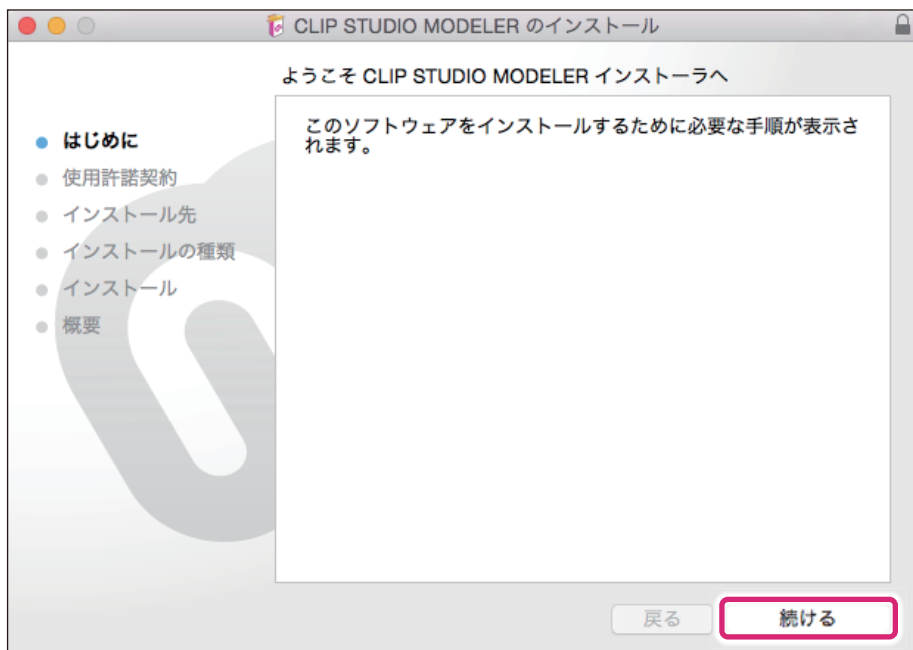 CLIP STUDIO MODELER のインストール
ようこそ CLIP STUDIO MODELER インストーラへ
はじめに
使用許諾契約
インストール先
インストールの種類
インストール
概要
このソフトウェアをインストールするために必要な手順が表示さ
れます。
戻る
続ける